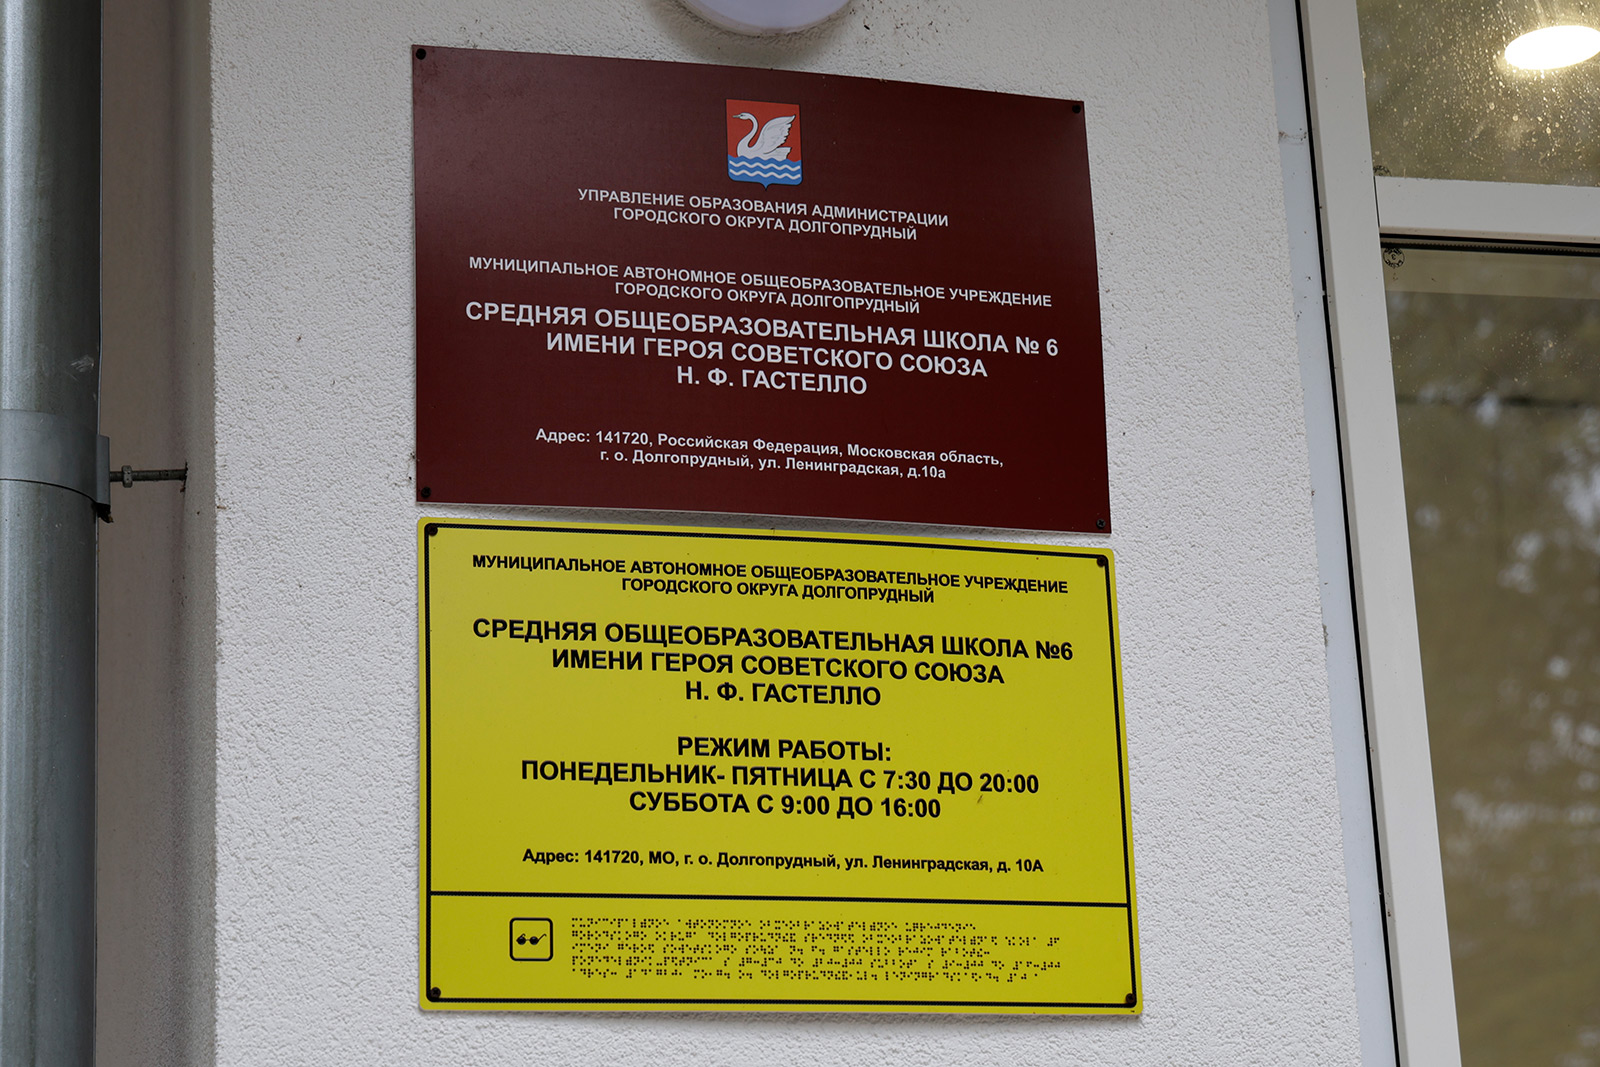 УПРАВЛЕНИЕ ОБРАЗОВАНИЯ АДМИНИСТРАЦИИ
ГОРОДСКОГО ОКРУГА ДОЛГОПРУДНЫЙ
МУНИЦИПАЛЬНОЕ АВТОНОМНОЕ ОБЩЕОБРАЗОВАТЕЛЬНОЕ УЧРЕЖДЕНИЕ
ГОРОДСКОГО ОКРУГА ДОЛГОПРУДНЫЙ
СРЕДНЯЯ ОБЩЕОБРАЗОВАТЕЛЬНАЯ ШКОЛА № 6
ИМЕНИ ГЕРОЯ СОВЕТСКОГО СОЮЗА
Н. Ф. ГАСТЕЛЛО
Адрес: 141720, Российская Федерация, Московская область,
г. о. Долгопрудный, ул. Ленинградская, д.10а
МУНИЦИПАЛЬНОЕ АВТОНОМНОЕ ОБЩЕОБРАЗОВАТЕЛЬНОЕ УЧРЕЖДЕНИЕ
ГОРОДСКОГО ОКРУГА ДОЛГОПРУДНЫЙ
СРЕДНЯЯ ОБЩЕОБРАЗОВАТЕЛЬНАЯ ШКОЛА №6
ИМЕНИ ГЕРОЯ СОВЕТСКОГО СОЮЗА
Н. Ф. ГАСТЕЛЛО
РЕЖИМ РАБОТЫ:
ПОНЕДЕЛЬНИК- ПЯТНИЦА С 7:30 ДО 20:00
СУББОТА С 9:00 ДО 16:00
Адрес: 141720, МО, г. о. Долгопрудный, ул. Ленинградская, д. 10А